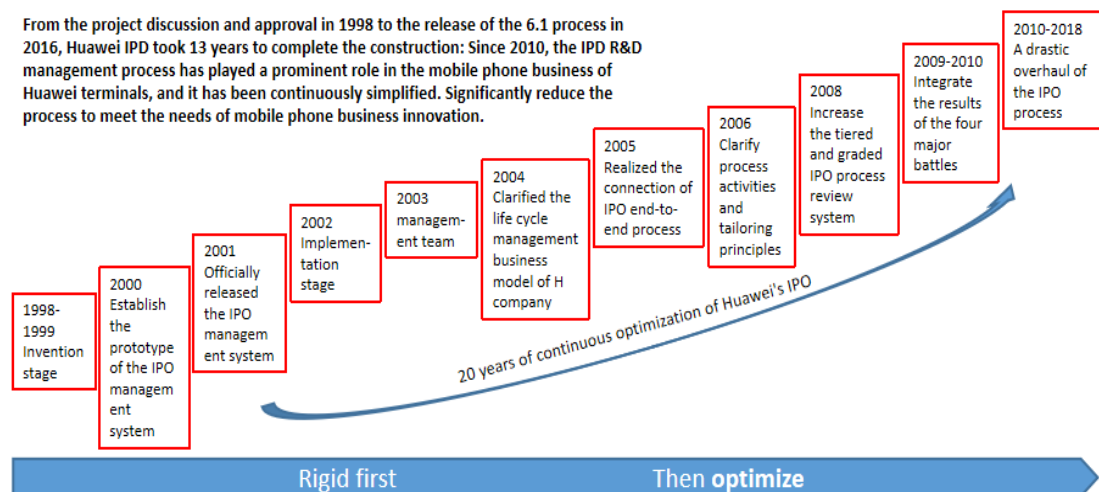 From the project discussion and approval in 1998 to the release of the 6.1 process in
2016, Huawei IPD took 13 years to complete the construction: Since 2010, the IPD R&D
management process has played a prominent role in the mobile phone business of
Huawei terminals, and it has been continuously simplified. Significantly reduce the
process to meet the needs of mobile phone business innovation.
1998-
1999
Invention
stage
2000
Establish
the
prototype
of the IPO
managem
ent
system
2001
Officially
released
the IPO
managem
ent system
2002
Implemen-
tation
stage
2003
managem-
ent team
2004
Clarified the
life cycle
management
business
model of H
company
2005
Realized the
connection of
IPO end-to-
end process
2006
Clarify
process
activities
and
tailoring
principles
2008
Increase
the tiered
and graded
IPO process
review
system
2009-2010
Integrate
the results
of the four
major
battles
2010-2018
A drastic
overhaul of
the IPO
process
20 years of continuous optimization of Huawei's IPO
Rigid first
Then optimize